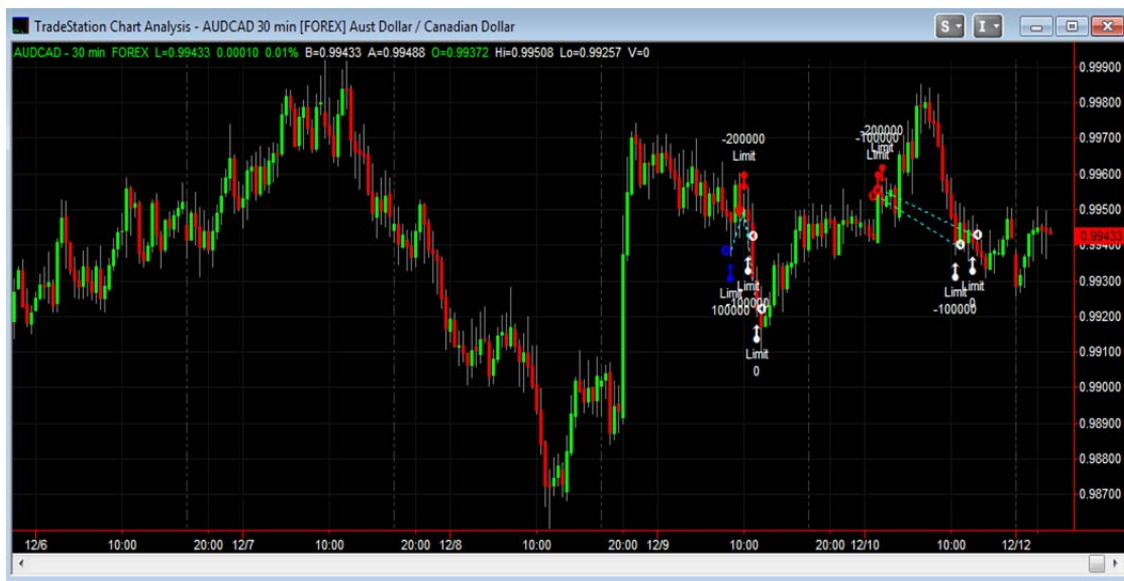 TradeStation Chart Analysis - AUDCAD 30 min [FOREX] Aust Dollar / Canadian Dollar
S I
AUDCAD - 30 min FOREX L=0.99433 0.00010 0.01% B=0.99433 A=0.99488 O=0.99372 Hi=0.99508 Lo=0.99257 V=0
0.99900
0.99800
-200000
Limit
-200000
-100000
Limit
Limit
0.99700
0.99600
0.99500
0.99433
0.99400
0.99300
Limit
100000
Limit
100000
Limit
0
Limit
-100000
Limit
0
0.99200
0.99100
0.99000
0.98900
0.98800
0.98700
12/6 10:00 20:00 12/7 10:00 20:00 12/8 10:00 20:00 12/9 10:00 20:00 12/10 10:00 12/12